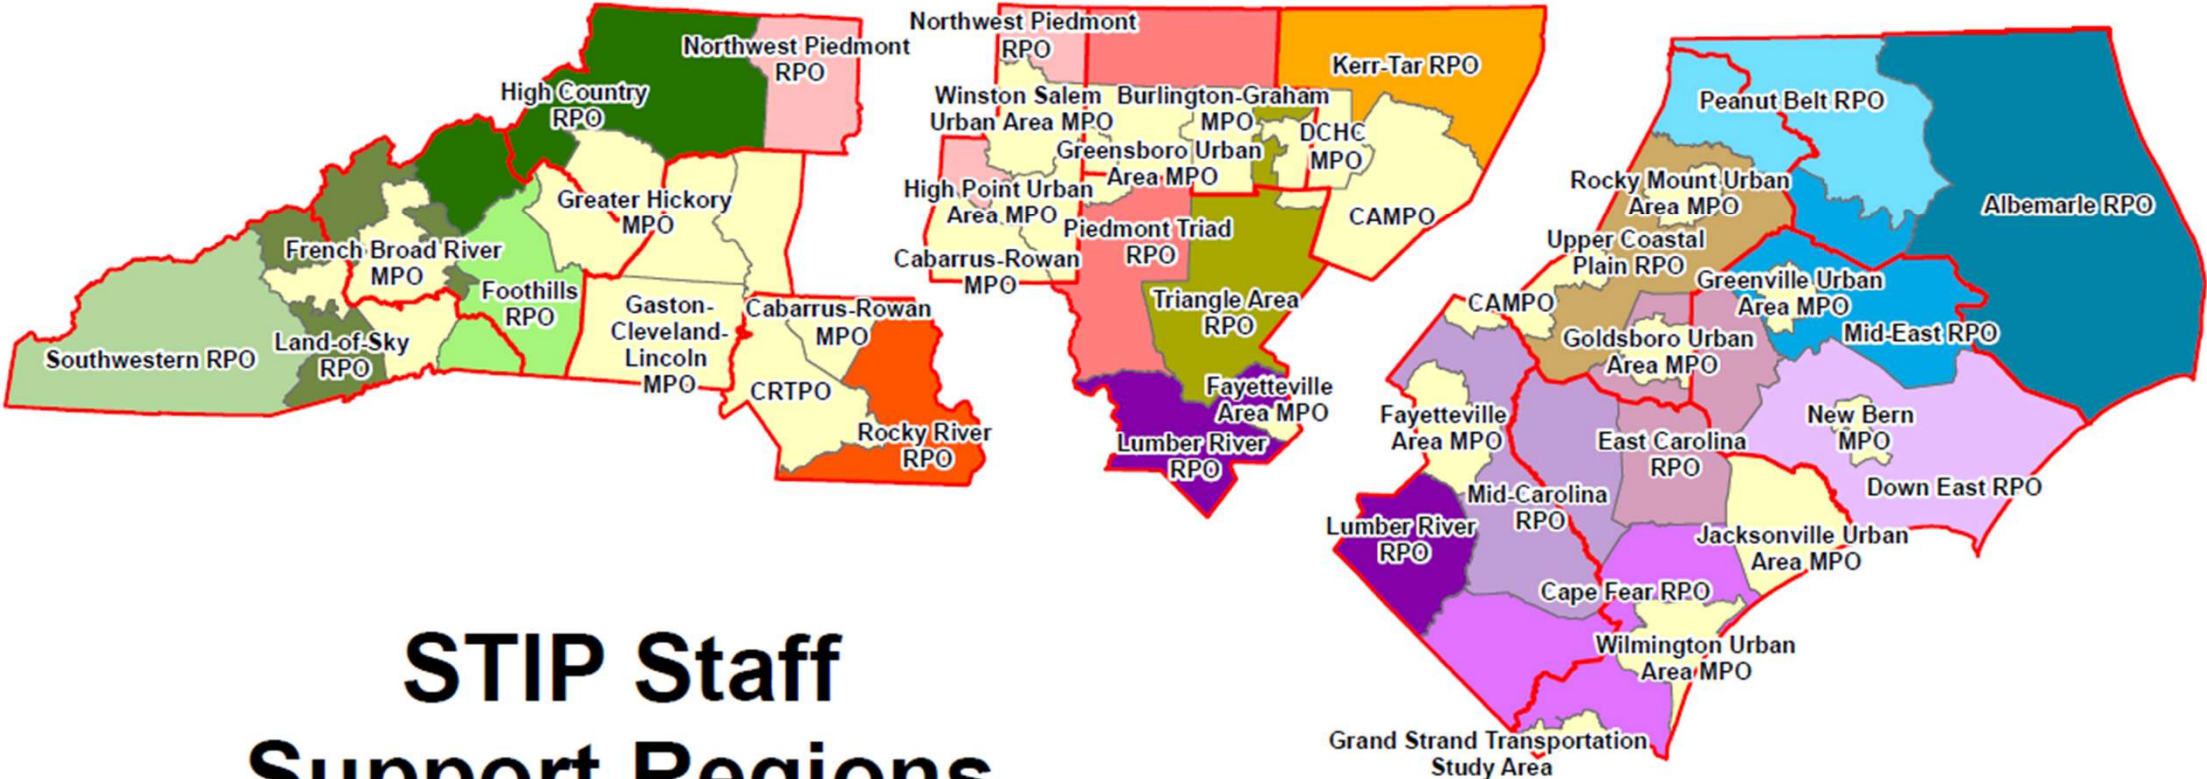 Northwest Piedmont
RPO
High Country
RPO
Greater Hickory
MPO
French Broad River
MPO
Foothills
RPO
Southwestern RPO
Land-of-Sky
RPO
Gaston-
Cleveland-
Lincoln
MPO
Cabarrus-Rowan
MPO
CRTPO
Rocky River
RPO
Northwest Piedmont
RPO
Kerr-Tar RPO
Winston Salem
Urban Area MPO
Burlington-Graham
MPO
DCHC
MPO
Greensboro Urban
Area MPO
High Point Urban
Area MPO
CAMPO
Piedmont Triad
RPO
Cabarrus-Rowan
MPO
Triangle Area
RPO
Fayetteville
Area MPO
Lumber River
RPO
Peanut Belt RPO
Albemarle RPO
Rocky Mount Urban
Area MPO
Upper Coastal
Plain RPO
Greenville Urban
Area MPO
CAMPO
Mid-East RPO
Goldsboro Urban
Area MPO
Fayetteville
Area MPO
New Bern
MPO
East Carolina
RPO
Down East RPO
Mid-Carolina
RPO
Lumber River
RPO
Jacksonville Urban
Area MPO
Cape Fear RPO
Wilmington Urban
Area MPO
Grand Strand Transportation
Study Area
STIP Staff
Support Regions